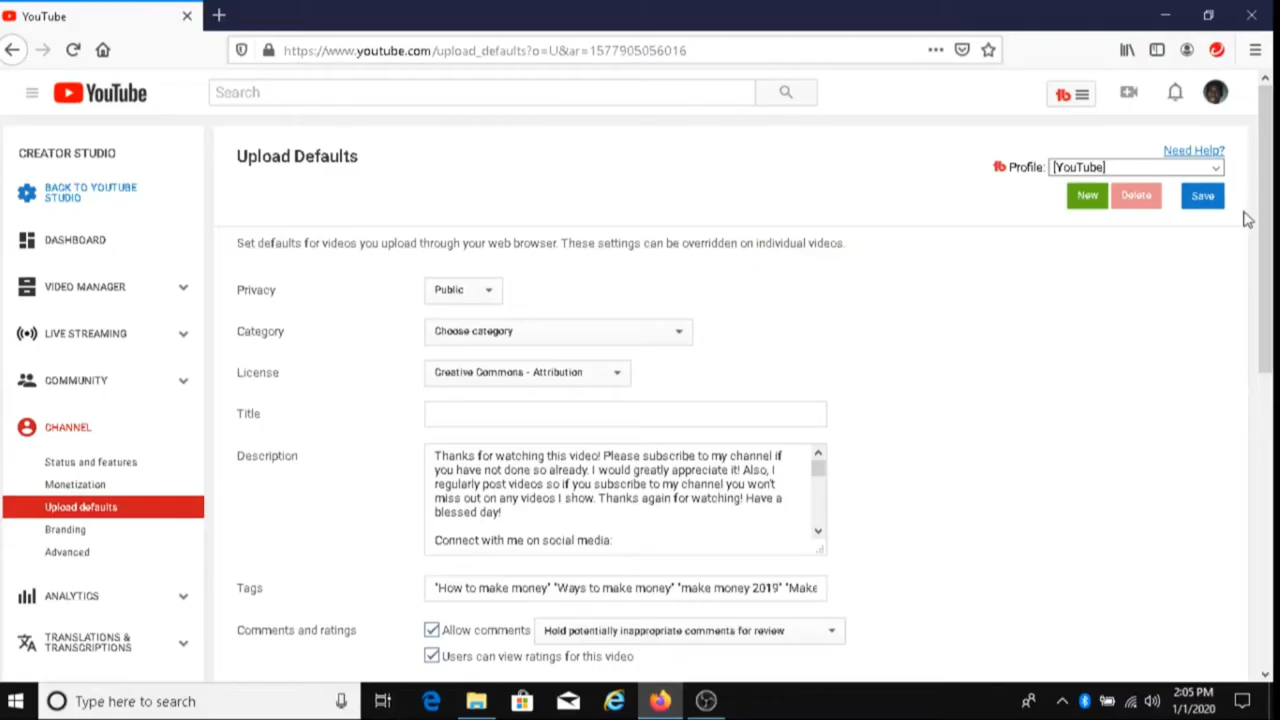 YouTube
https://www.youtube.com/upload_defaults?o=U&ar=1577905056016
YouTube
Search
tb
CREATOR STUDIO
BACK TO YOUTUBE
STUDIO
DASHBOARD
VIDEO MANAGER
LIVE STREAMING
COMMUNITY
CHANNEL
Status and features
Monetization
Upload defaults
Branding
Advanced
ANALYTICS
TRANSLATIONS &
TRANSCRIPTIONS
Upload Defaults
Need Help?
tb Profile: [YouTube]
New Delete Save
Set defaults for videos you upload through your web browser. These settings can be overridden on individual videos.
Privacy Public
Category Choose category
License Creative Commons - Attribution
Title
Description
Thanks for watching this video! Please subscribe to my channel if
you have not done so already. I would greatly appreciate it! Also, I
regularly post videos so if you subscribe to my channel you won't
miss out on any videos I show. Thanks again for watching! Have a
blessed day!
Connect with me on social media:
Tags "How to make money" "Ways to make money" "make money 2019" "Make
Comments and ratings Allow comments Hold potentially inappropriate comments for review
Users can view ratings for this video
Type here to search
2:05 PM
1/1/2020